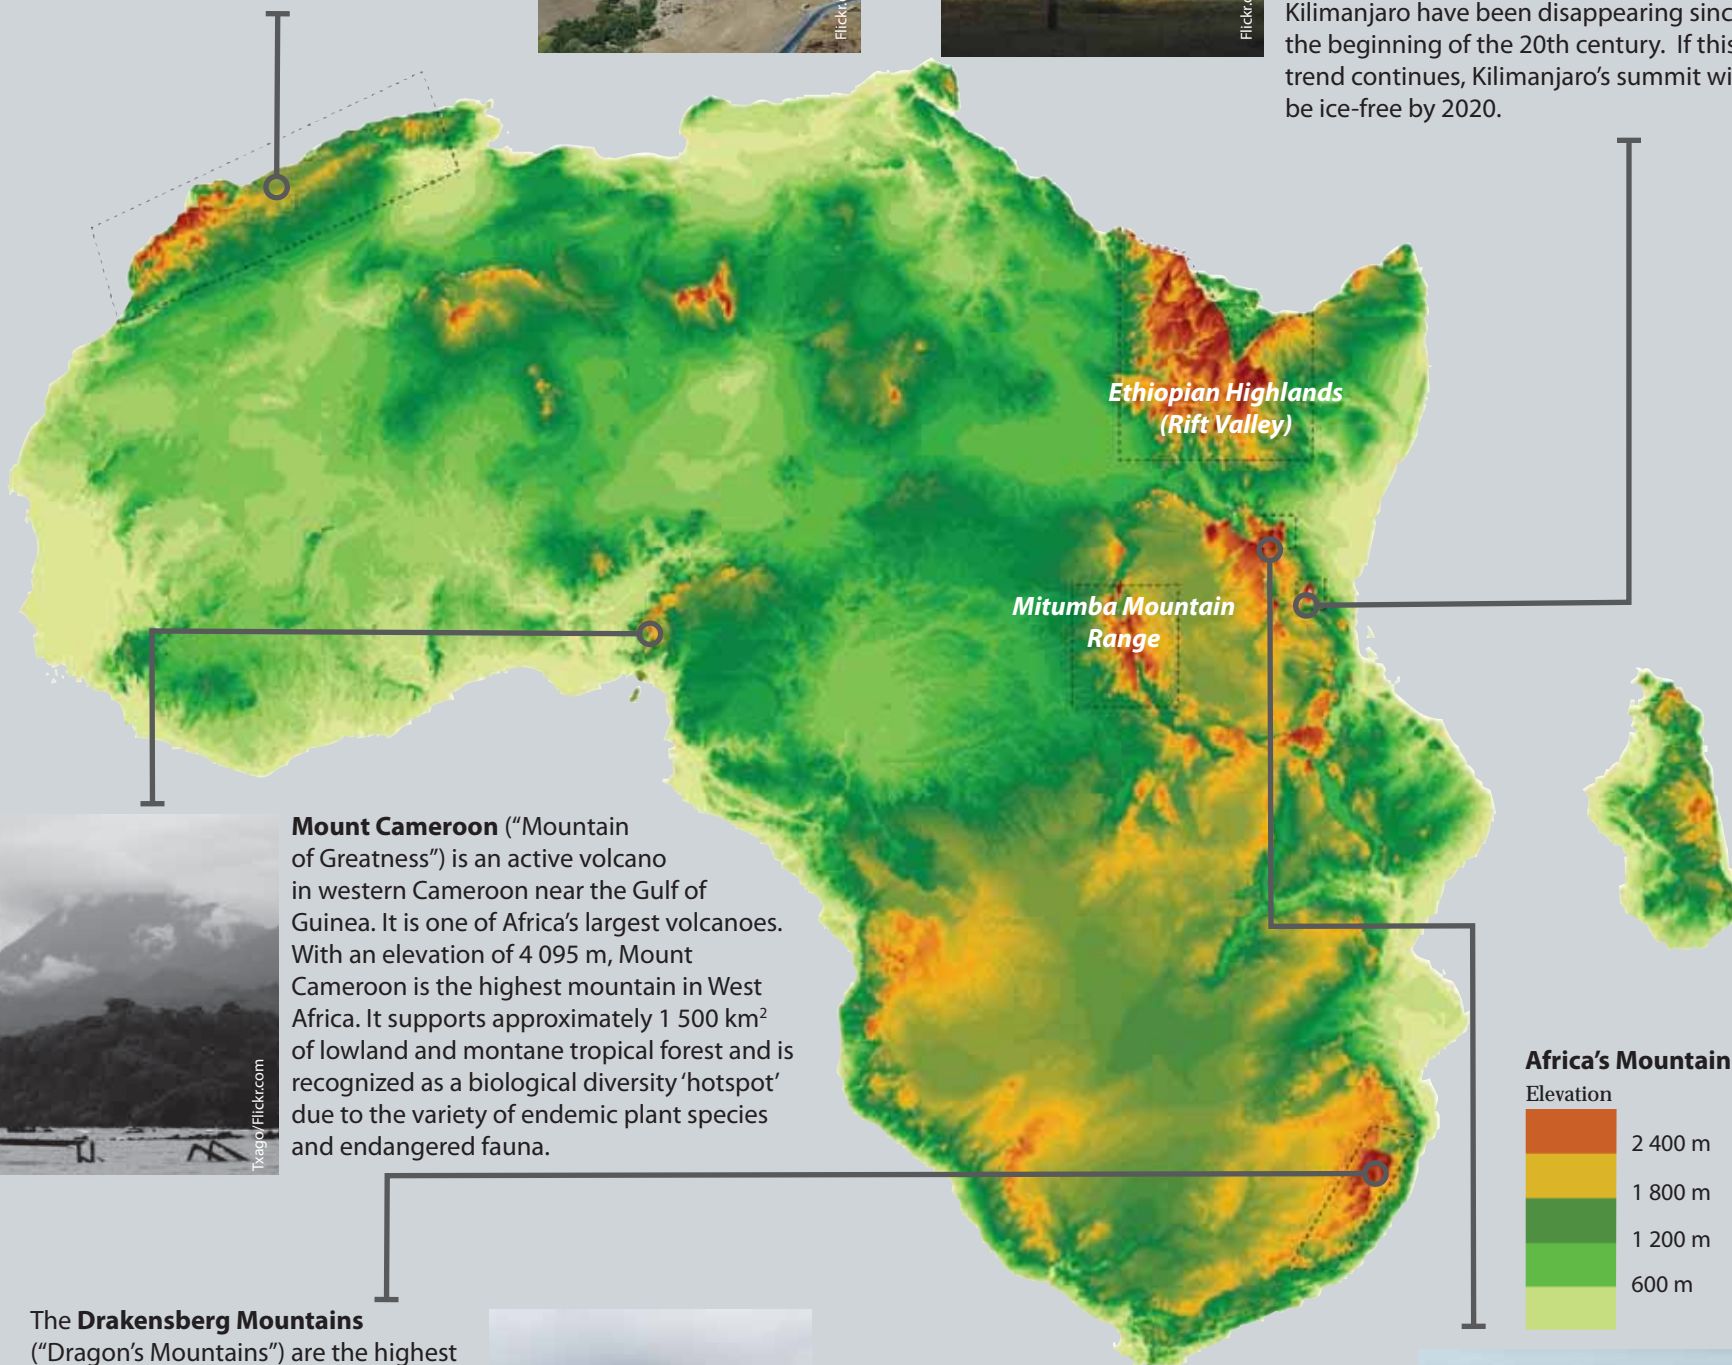 Flickr.
Flickr.
Kilimanjaro have been disappearing sinc
the beginning of the 20th century. If this
trend continues, Kilimanjaro’s summit wi
be ice-free by 2020.
Ethiopian Highlands
(Rift Valley)
Mitumba Mountain
Range
Mount Cameroon (“Mountain
of Greatness”) is an active volcano
in western Cameroon near the Gulf of
Guinea. It is one of Africa’s largest volcanoes.
With an elevation of 4 095 m, Mount
Cameroon is the highest mountain in West
Africa. It supports approximately 1 500 km²
of lowland and montane tropical forest and is
recognized as a biological diversity ‘hotspot’
due to the variety of endemic plant species
and endangered fauna.
Txago/Flickr.com
Africa’s Mountain
Elevation
2 400 m
1 800 m
1 200 m
600 m
The Drakensberg Mountains
(“Dragon’s Mountains”) are the highest